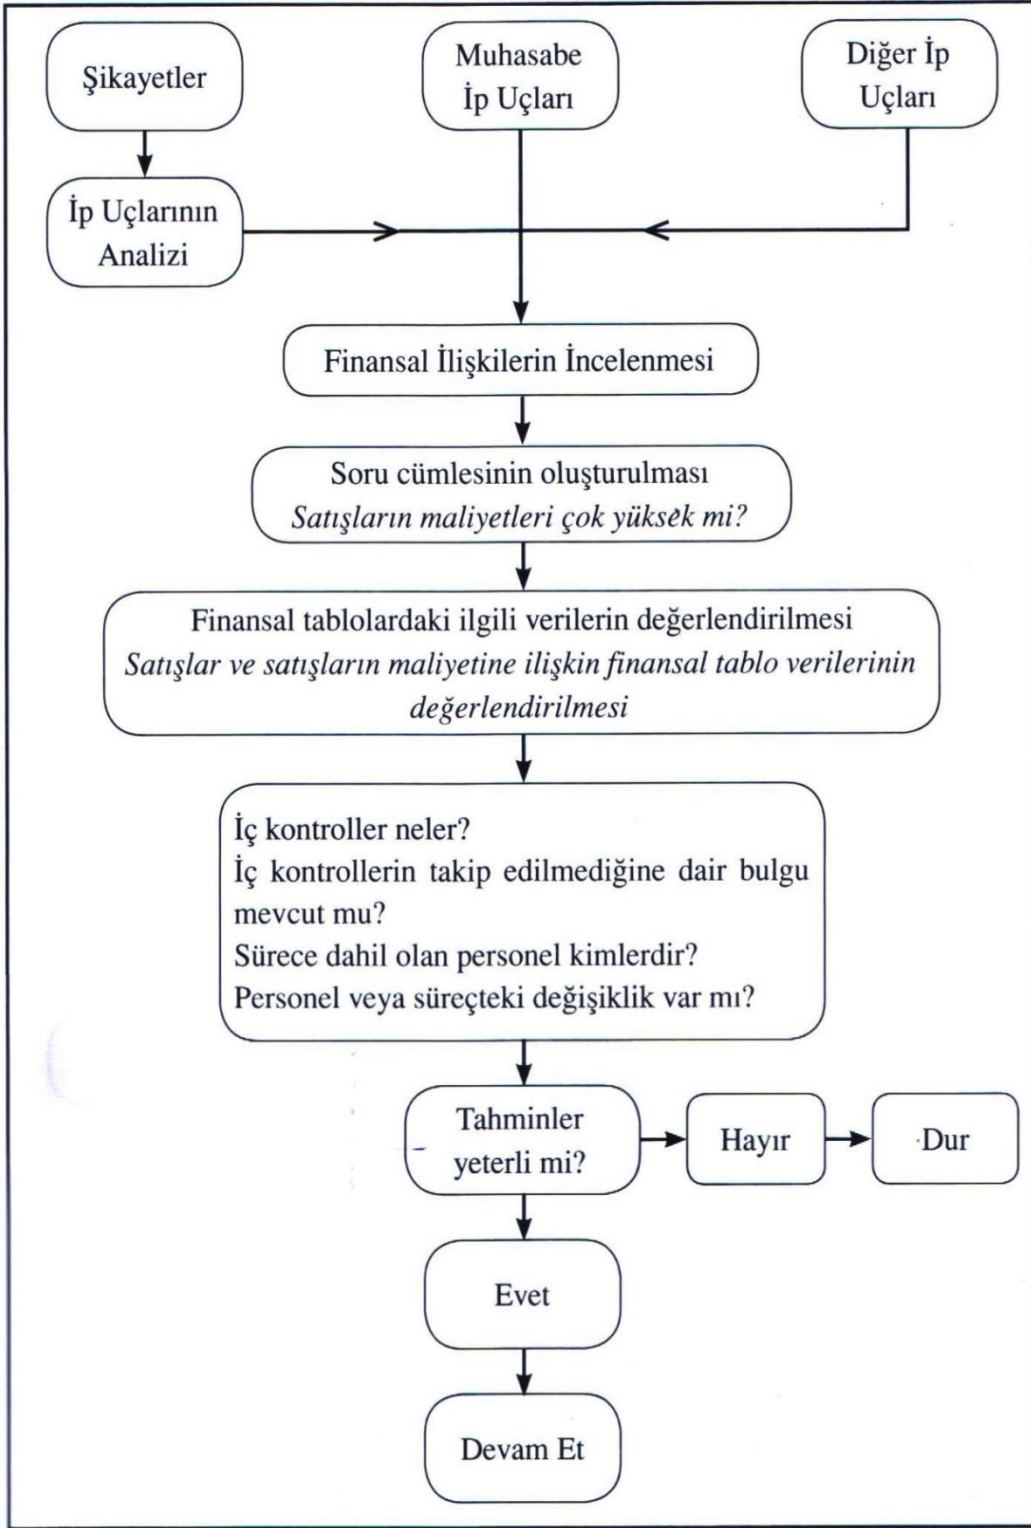 Şikayetler
Muhasabe
İp Uçları
Diğer İp
Uçları
İp Uçlarının
Analizi
Finansal İlişkilerin İncelenmesi
Soru cümlesinin oluşturulması
Satışların maliyetleri çok yüksek mi?
Finansal tablolardaki ilgili verilerin değerlendirilmesi
Satışlar ve satışların maliyetine ilişkin finansal tablo verilerinin
değerlendirilmesi
İç kontroller neler?
İç kontrollerin takip edilmediğine dair bulgu
mevcut mu?
Sürece dahil olan personel kimlerdir?
Personel veya süreçteki değişiklik var mı?
Tahminler
yeterli mi?
Hayır
Dur
Evet
Devam Et